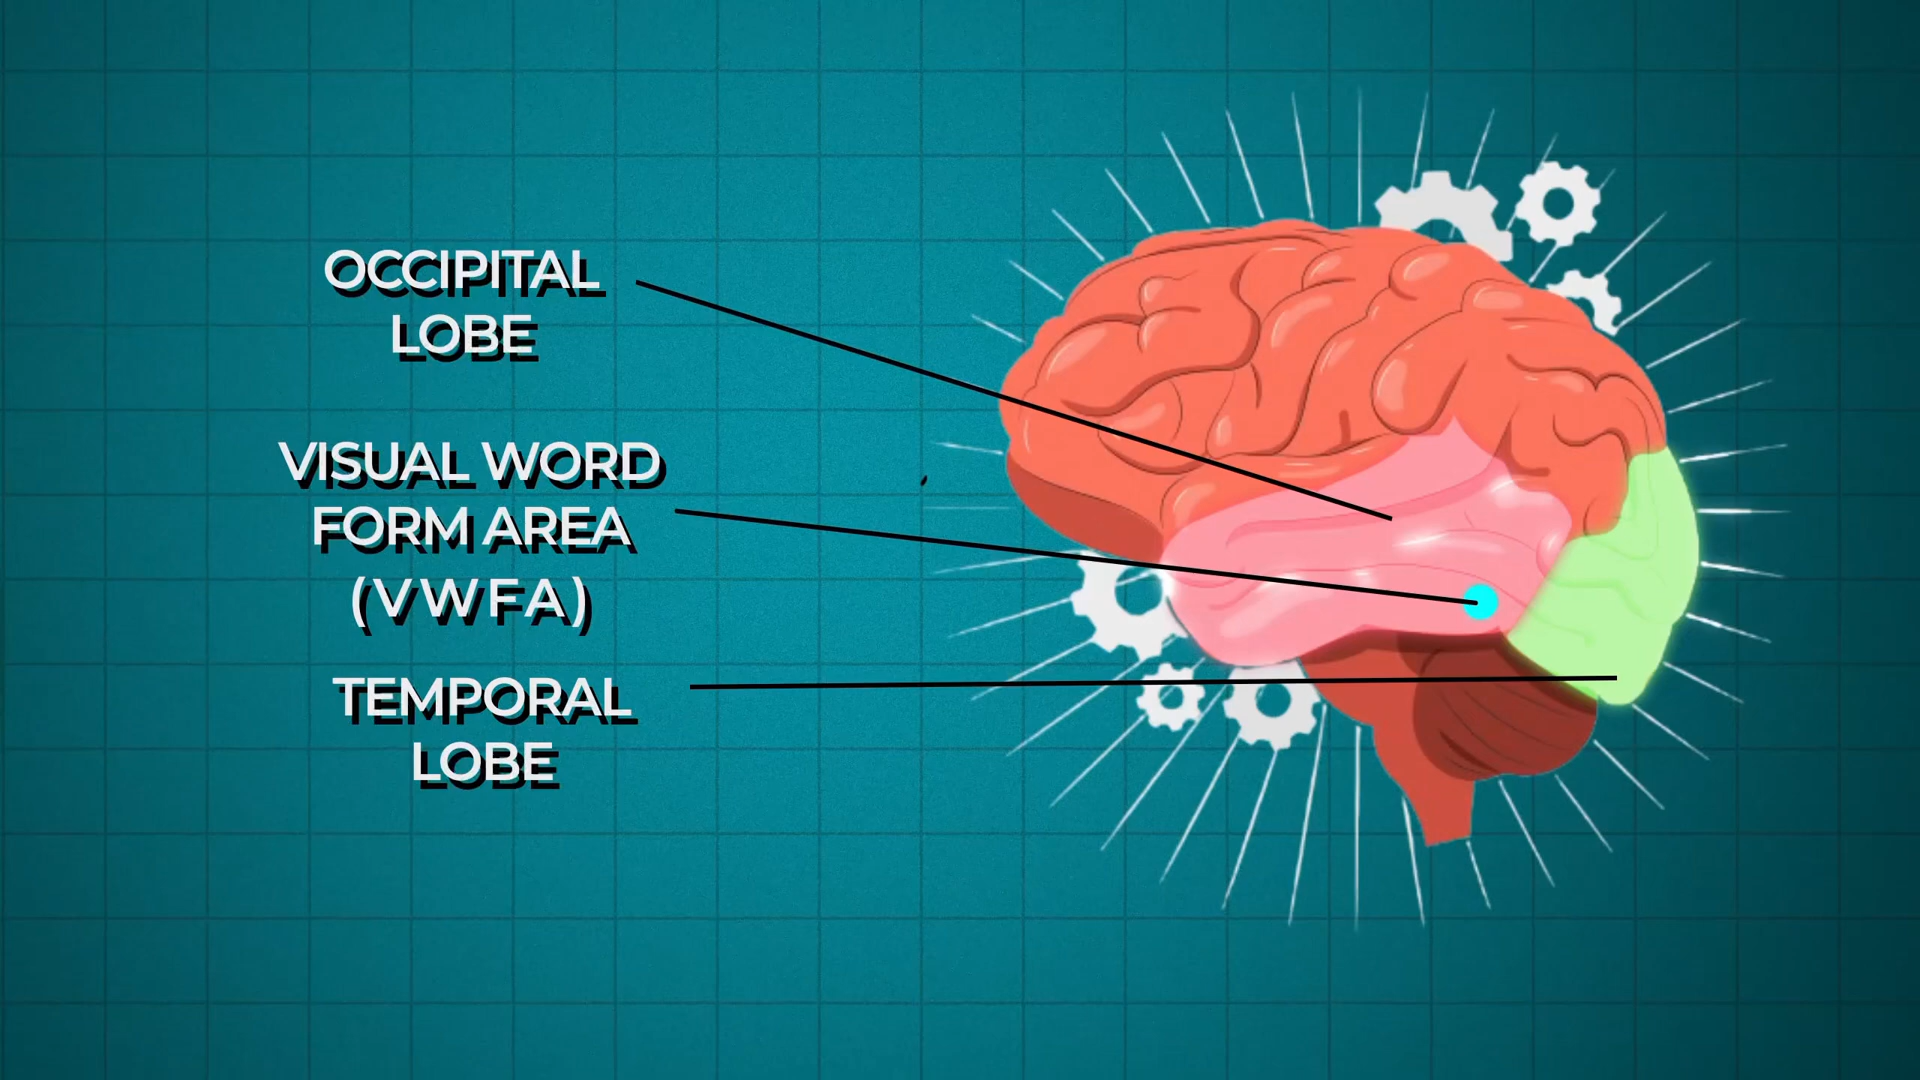 OCCIPITAL
LOBE
VISUAL WORD
FORM AREA
(VWFA)
TEMPORAL
LOBE